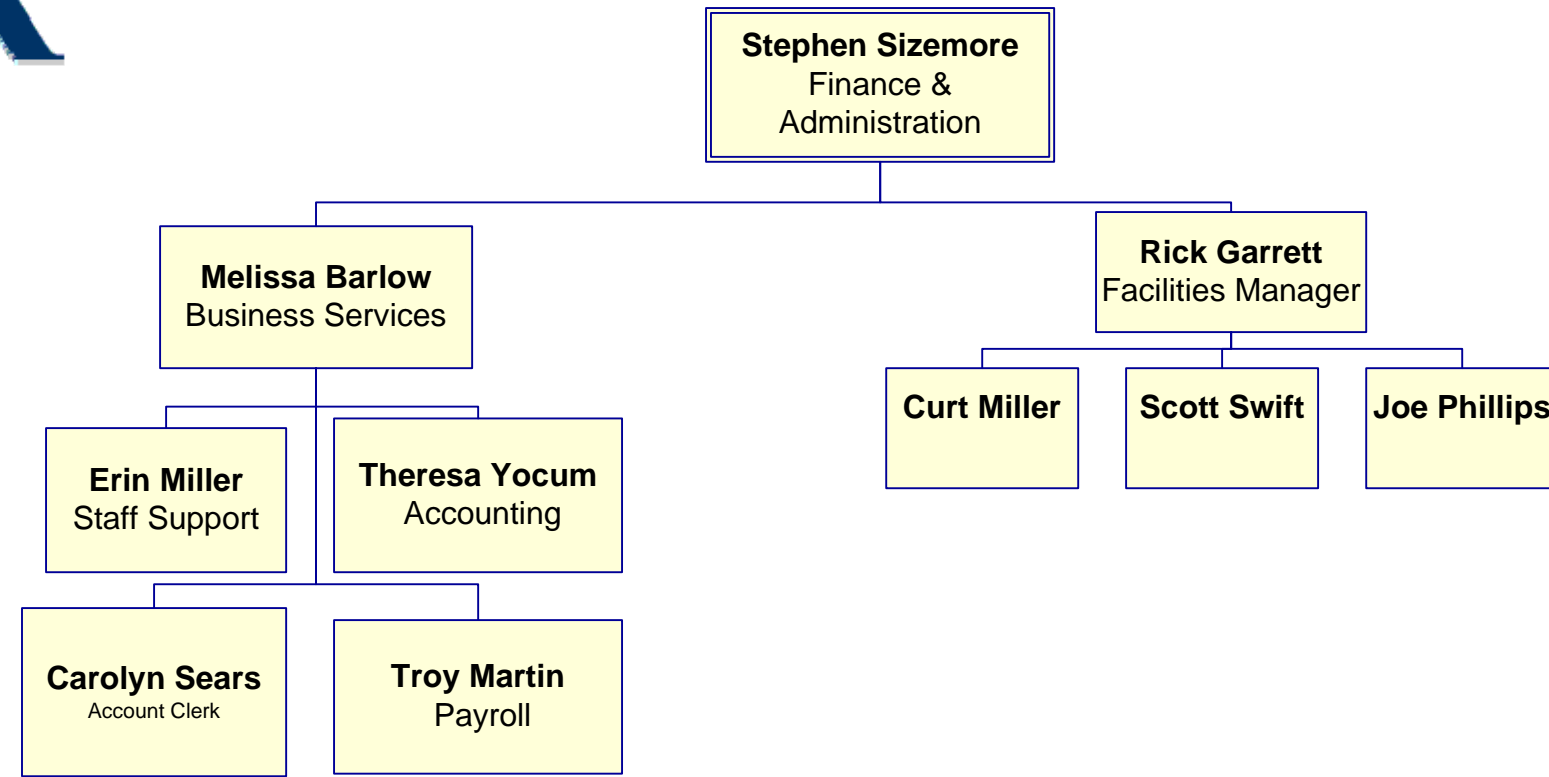 Stephen Sizemore
Finance &
Administration
Melissa Barlow
Business Services
Rick Garrett
Facilities Manager
Curt Miller
Scott Swift
Joe Phillips
Erin Miller
Staff Support
Theresa Yocum
Accounting
Carolyn Sears
Account Clerk
Troy Martin
Payroll